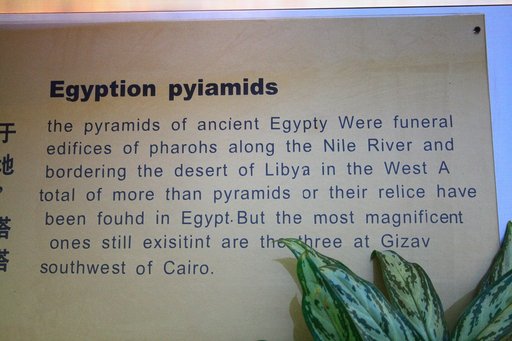 Egyption pyiamids
the pyramids of ancient Egypty Were funeral
edifices of pharohs along the Nile River and
bordering the desert of Libya in the West A
total of more than pyramids or their relice have
been fouhd in Egypt.But the most magnificent
ones still exisitint are the three at Gizav
southwest of Cairo.
于
地
,
塔
塔